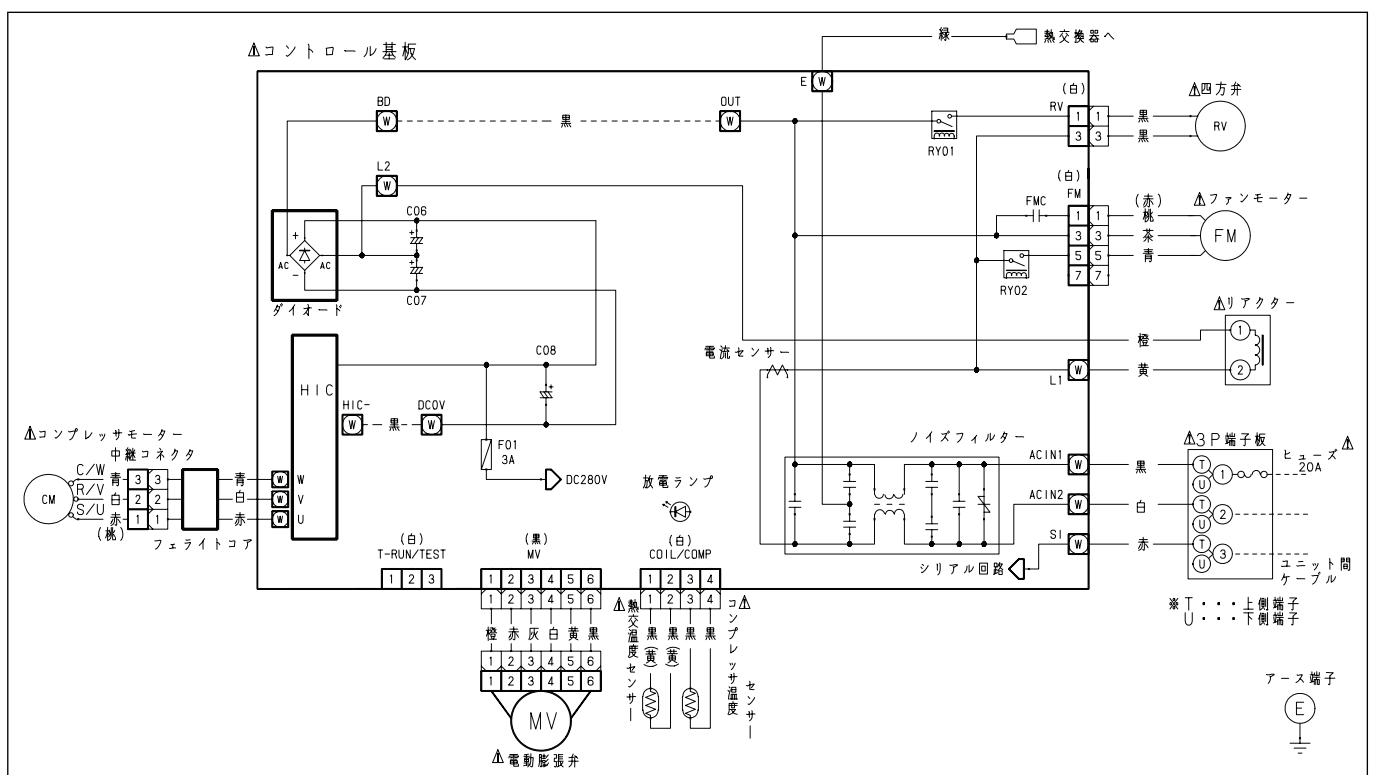 緑
熱交換器へ
⚠コントロール基板
E
W
(白)
⚠四方弁
BD
OUT
RV
W
黒
W
1 1 黒
3 3 黒
RV
RY01
L2
W
(白)
FM
FMC
(赤)
⚠ファンモーター
C06
1 1 桃
3 3 茶
5 5 青
7 7
FM
+
AC AC
-
RY02
C07
ダイオード
⚠リアクター
橙
1
電流センサー
C08
L1
W
黄
2
HIC
HIC-
DC0V
W
黒
W
F01
3A
DC280V
ノイズフィルター
⚠コンプレッサモーター
中継コネクタ
CM
C/W 青 3 3 青 W W
R/V 白 2 2 白 W V
S/U 赤 1 1 赤 W U
(桃)
フェライトコア
⚠3P端子板
ヒューズ⚠
20A
ACIN1
W
黒
T
U
1
ACIN2
W
白
T
U
2
SI
W
赤
T
U
3
シリアル回路
ユニット間
ケーブル
※T・・・上側端子
U・・・下側端子
放電ランプ
(白)
T-RUN/TEST
1 2 3
(黒)
MV
1 2 3 4 5 6
1 2 3 4 5 6
橙 赤 灰 白 黄 黒
1 2 3 4 5 6
1 2 3 4 5 6
MV
⚠電動膨張弁
(白)
COIL/COMP
1 2 3 4
1 2 3 4
黒 黒 黒 黒
(黄) (黄)
⚠熱交温度センサー
⚠コンプレッサ温度
センサー
アース端子
E